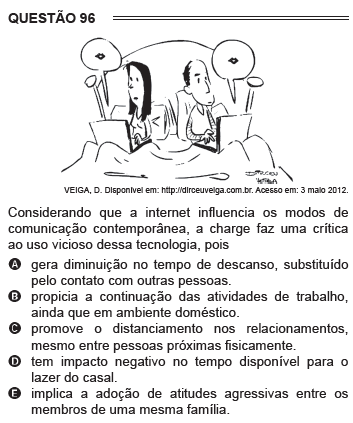 QUESTÃO 96
DIRCEU
VEIGA
VEIGA, D. Disponível em: http://dirceuveiga.com.br. Acesso em: 3 maio 2012.
Considerando que a internet influencia os modos de
comunicação contemporânea, a charge faz uma crítica
ao uso vicioso dessa tecnologia, pois
A gera diminuição no tempo de descanso, substituído
pelo contato com outras pessoas.
B propicia a continuação das atividades de trabalho,
ainda que em ambiente doméstico.
C promove o distanciamento nos relacionamentos,
mesmo entre pessoas próximas fisicamente.
D tem impacto negativo no tempo disponível para o
lazer do casal.
E implica a adoção de atitudes agressivas entre os
membros de uma mesma família.